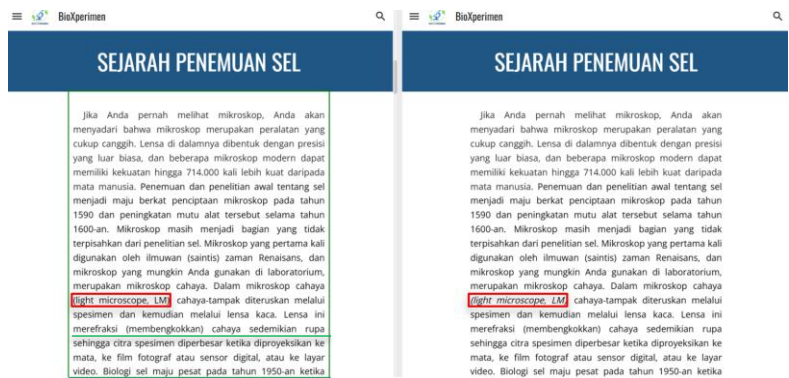 BioXperimen
SEJARAH PENEMUAN SEL
Jika Anda pernah melihat mikroskop, Anda akan
menyadari bahwa mikroskop merupakan peralatan yang
cukup canggih. Lensa di dalamnya dibentuk dengan presisi
yang luar biasa, dan beberapa mikroskop modern dapat
memiliki kekuatan hingga 714.000 kali lebih kuat daripada
mata manusia. Penemuan dan penelitian awal tentang sel
menjadi maju berkat penciptaan mikroskop pada tahun
1590 dan peningkatan mutu alat tersebut selama tahun
1600-an. Mikroskop masih menjadi bagian yang tidak
terpisahkan dari penelitian sel. Mikroskop yang pertama kali
digunakan oleh ilmuwan (saintis) zaman Renaisans, dan
mikroskop yang mungkin Anda gunakan di laboratorium,
merupakan mikroskop cahaya. Dalam mikroskop cahaya
(light microscope, LM) cahaya-tampak diteruskan melalui
spesimen dan kemudian melalui lensa kaca. Lensa ini
merefraksi (membengkokkan) cahaya sedemikian rupa
sehingga citra spesimen diperbesar ketika diproyeksikan ke
mata, ke film fotograf atau sensor digital, atau ke layar
video. Biologi sel maju pesat pada tahun 1950-an ketika
BioXperimen
SEJARAH PENEMUAN SEL
Jika Anda pernah melihat mikroskop, Anda akan
menyadari bahwa mikroskop merupakan peralatan yang
cukup canggih. Lensa di dalamnya dibentuk dengan presisi
yang luar biasa, dan beberapa mikroskop modern dapat
memiliki kekuatan hingga 714.000 kali lebih kuat daripada
mata manusia. Penemuan dan penelitian awal tentang sel
menjadi maju berkat penciptaan mikroskop pada tahun
1590 dan peningkatan mutu alat tersebut selama tahun
1600-an. Mikroskop masih menjadi bagian yang tidak
terpisahkan dari penelitian sel. Mikroskop yang pertama kali
digunakan oleh ilmuwan (saintis) zaman Renaisans, dan
mikroskop yang mungkin Anda gunakan di laboratorium,
merupakan mikroskop cahaya. Dalam mikroskop cahaya
(light microscope, LM) cahaya-tampak diteruskan melalui
spesimen dan kemudian melalui lensa kaca. Lensa ini
merefraksi (membengkokkan) cahaya sedemikian rupa
sehingga citra spesimen diperbesar ketika diproyeksikan ke
mata, ke film fotograf atau sensor digital, atau ke layar
video. Biologi sel maju pesat pada tahun 1950-an ketika